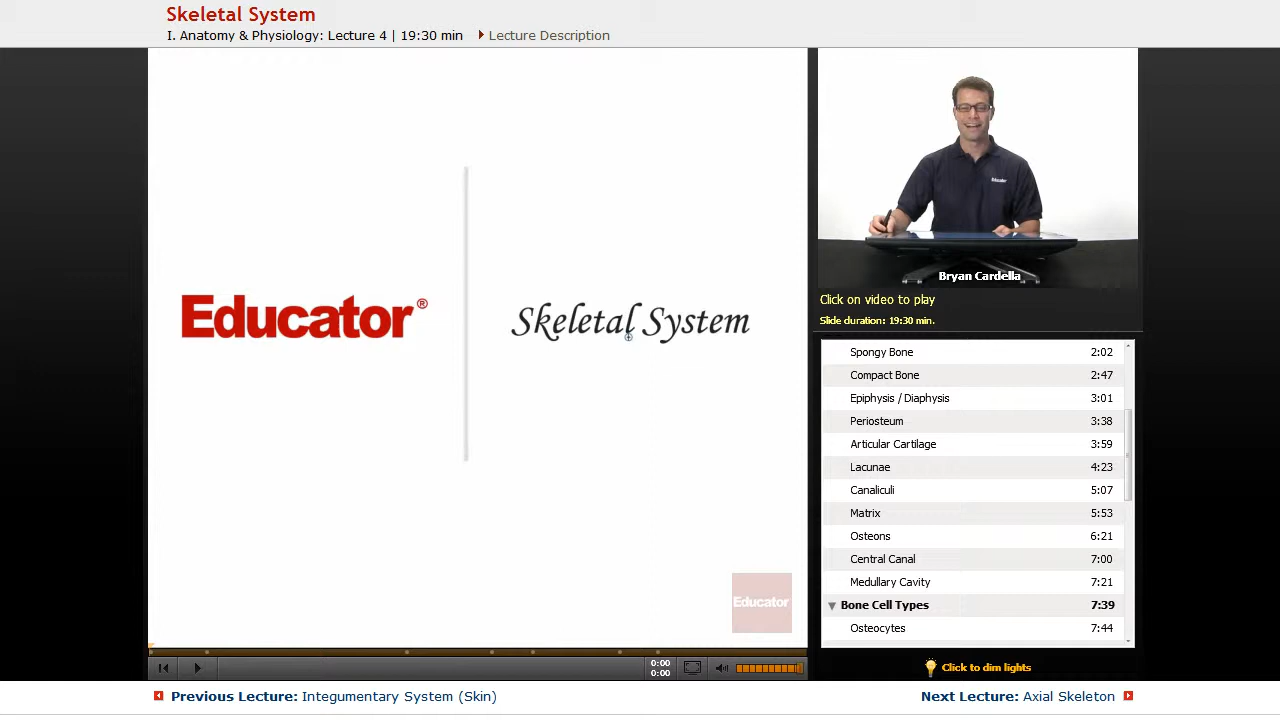 Skeletal System
I. Anatomy & Physiology: Lecture 4 | 19:30 min
Lecture Description
Educator®
Skeletal System
Educator
Educator
Bryan Cardella
Click on video to play
Slide duration: 19:30 min.
Spongy Bone 2:02
Compact Bone 2:47
Epiphysis / Diaphysis 3:01
Periosteum 3:38
Articular Cartilage 3:59
Lacunae 4:23
Canaliculi 5:07
Matrix 5:53
Osteons 6:21
Central Canal 7:00
Medullary Cavity 7:21
Bone Cell Types 7:39
Osteocytes 7:44
0:00
0:00
Click to dim lights
Previous Lecture: Integumentary System (Skin)
Next Lecture: Axial Skeleton